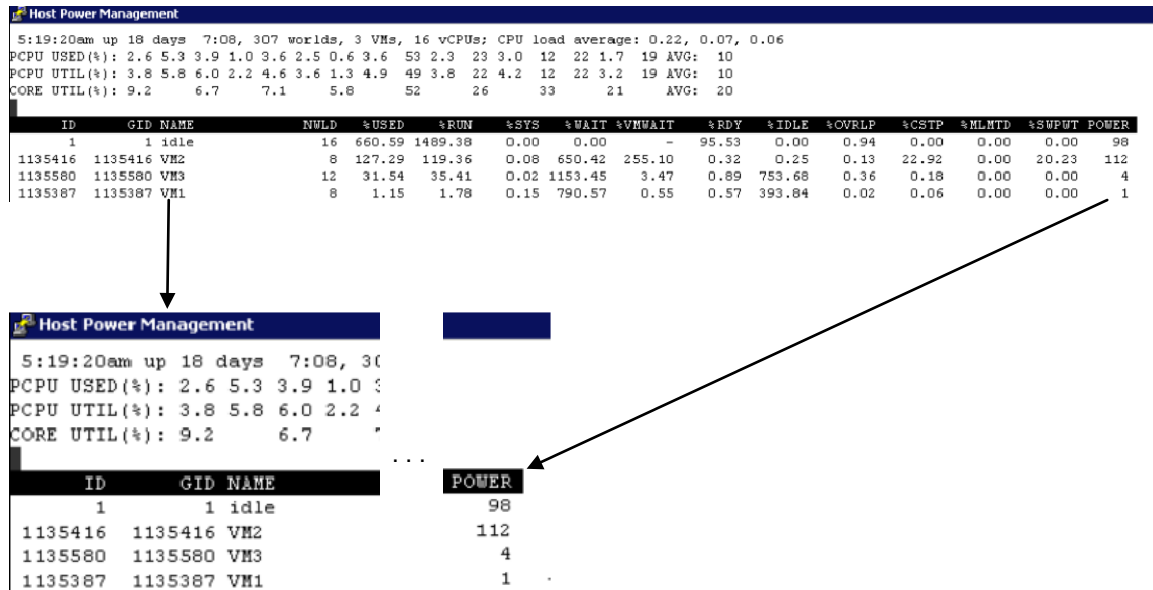 Host Power Management
5:19:20am up 18 days 7:08, 307 worlds, 3 VMs, 16 vCPUs; CPU load average: 0.22, 0.07, 0.06
PCPU USED(%): 2.6 5.3 3.9 1.0 3.6 2.5 0.6 3.6 53 2.3 23 3.0 12 22 1.7 19 AVG: 10
PCPU UTIL(%): 3.8 5.8 6.0 2.2 4.6 3.6 1.3 4.9 49 3.8 22 4.2 12 22 3.2 19 AVG: 10
CORE UTIL(%): 9.2 6.7 7.1 5.8 52 26 33 21 AVG: 20
ID GID NAME NWLD %USED %RUN %SYS %WAIT %VMWAIT %RDY %IDLE %OVRLP %CSTP %MLMTD %SWPWT POWER
1 1 idle 16 660.59 1489.38 0.00 0.00 - 95.53 0.00 0.94 0.00 0.00 0.00 98
1135416 1135416 VM2 8 127.29 119.36 0.08 650.42 255.10 0.32 0.25 0.13 22.92 0.00 20.23 112
1135580 1135580 VM3 12 31.54 35.41 0.02 1153.45 3.47 0.89 753.68 0.36 0.18 0.00 0.00 4
1135387 1135387 VM1 8 1.15 1.78 0.15 790.57 0.55 0.57 393.84 0.02 0.06 0.00 0.00 1
Host Power Management
5:19:20am up 18 days 7:08, 30
PCPU USED(%): 2.6 5.3 3.9 1.0
PCPU UTIL(%): 3.8 5.8 6.0 2.2
CORE UTIL(%): 9.2 6.7
...
ID GID NAME POWER
1 1 idle 98
1135416 1135416 VM2 112
1135580 1135580 VM3 4
1135387 1135387 VM1 1